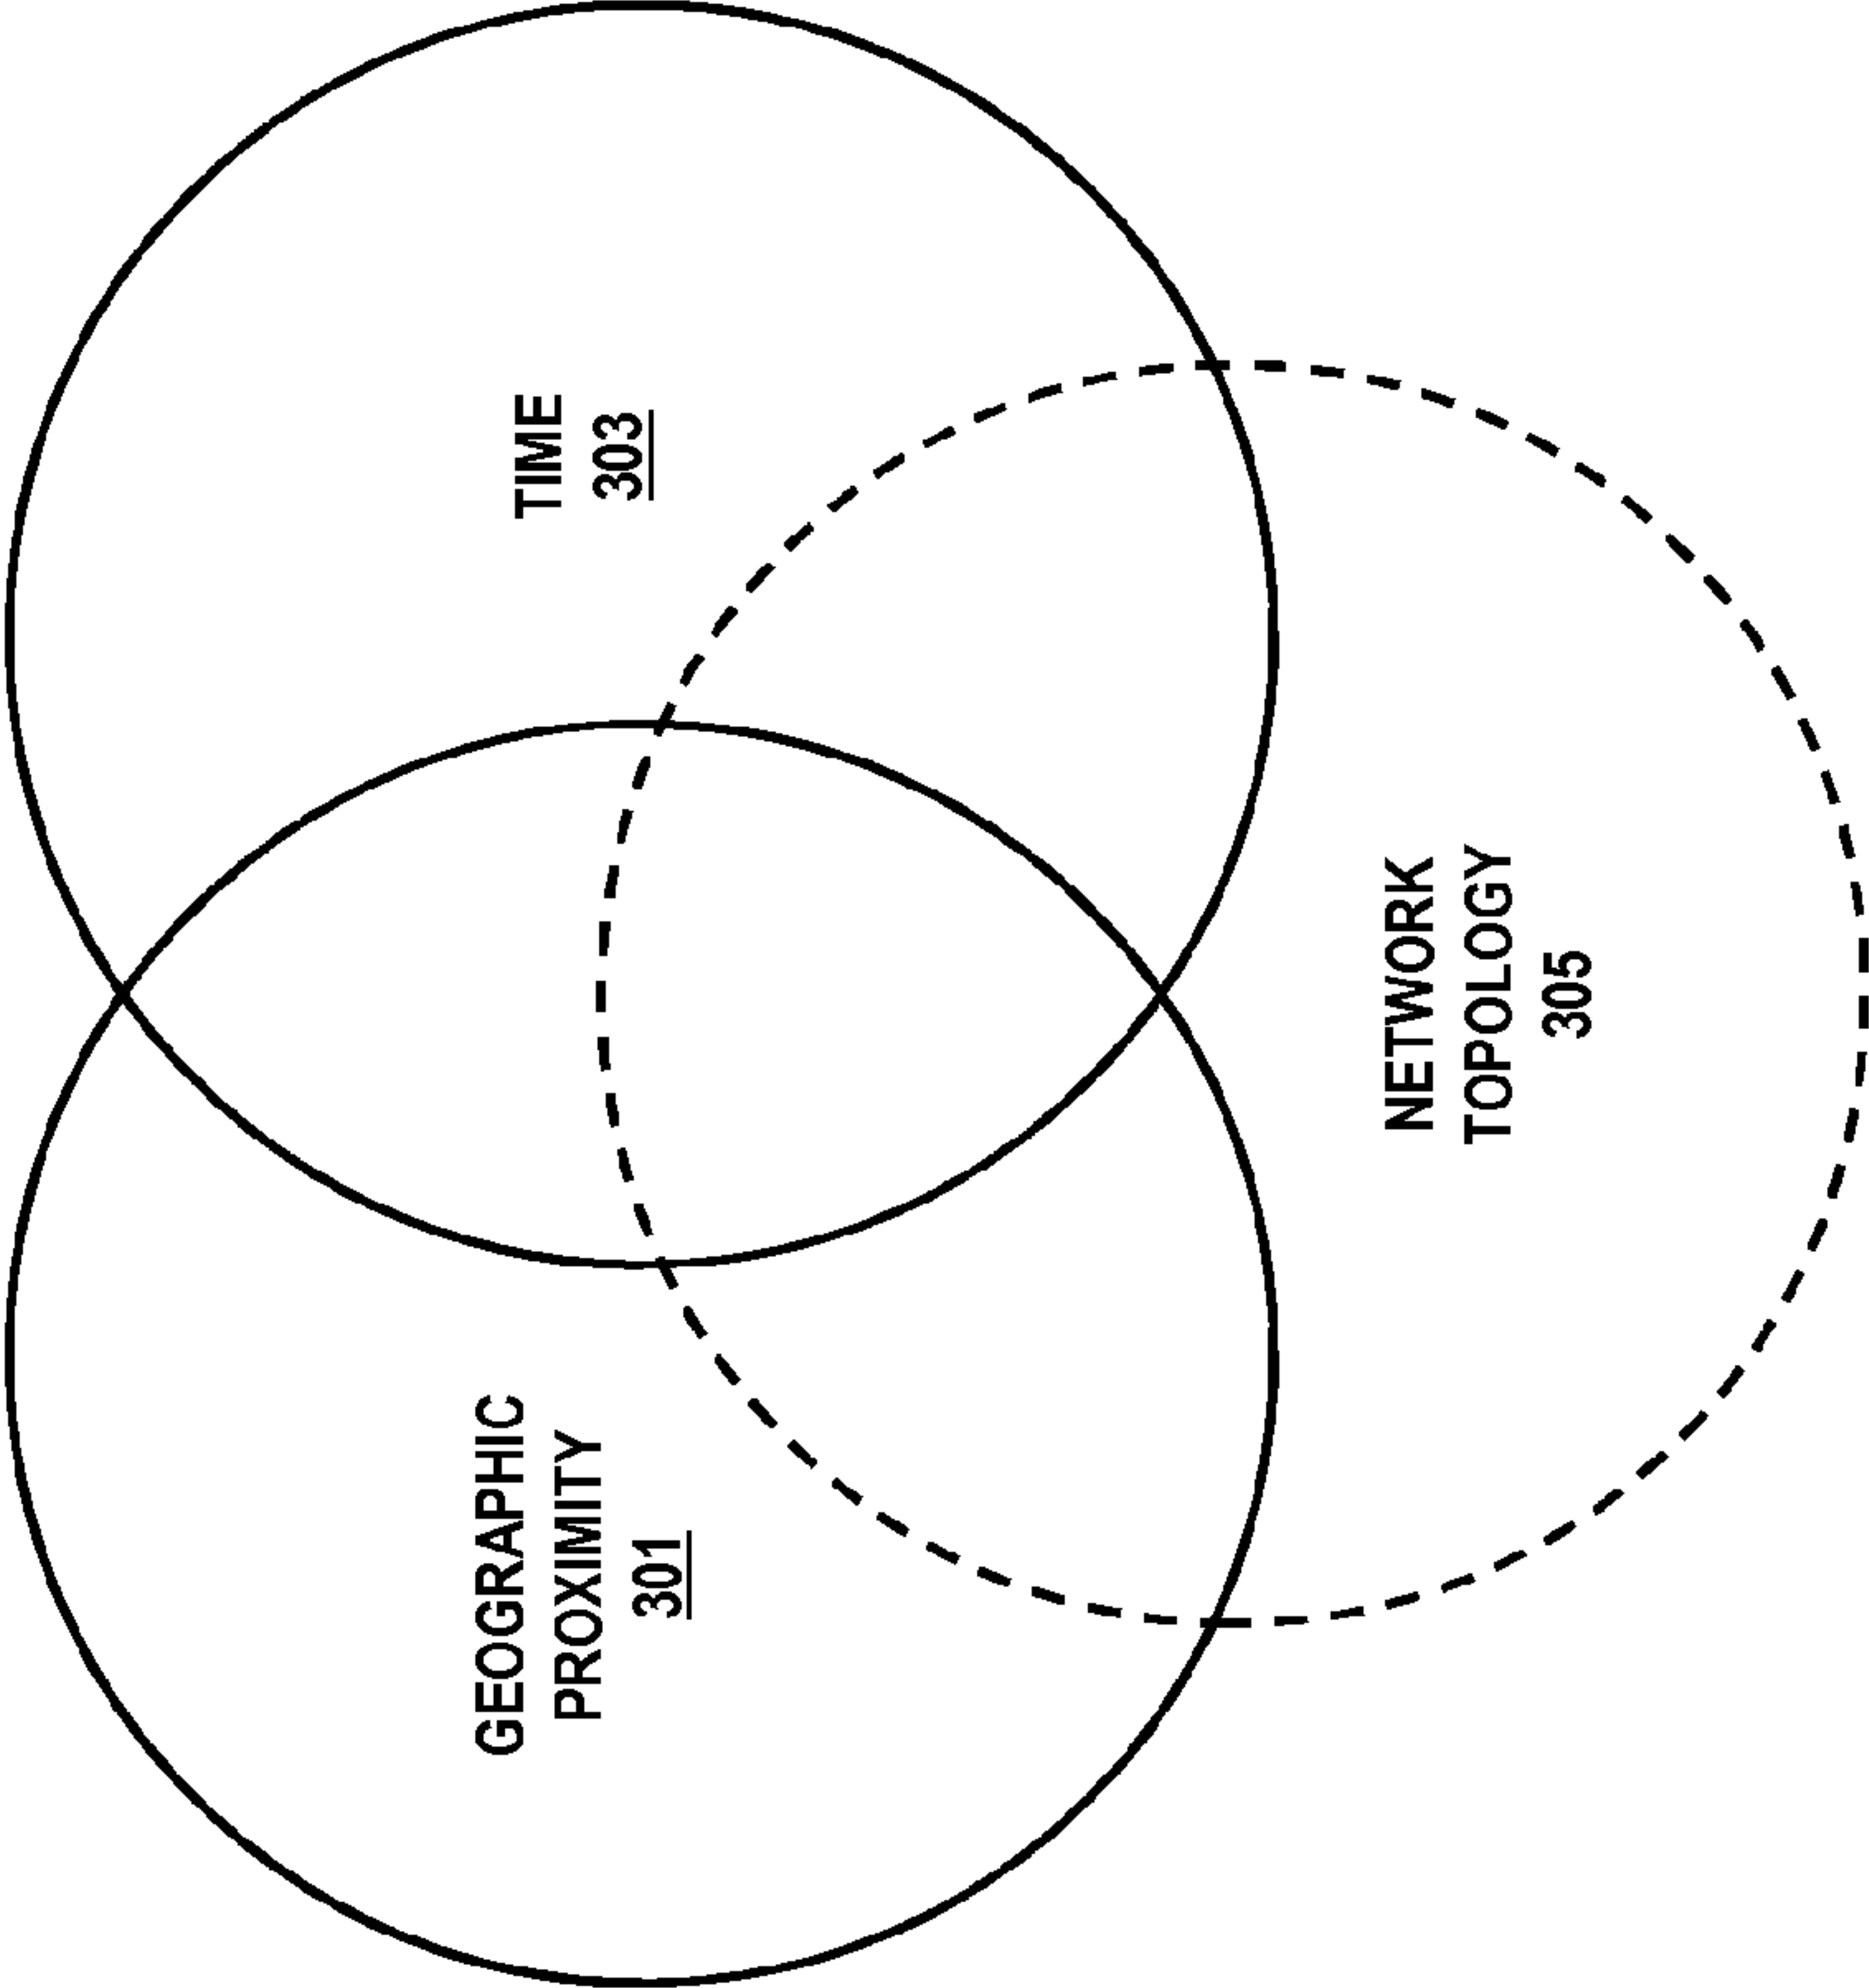 GEOGRAPHIC
PROXIMITY
301
TIME
303
NETWORK
TOPOLOGY
305